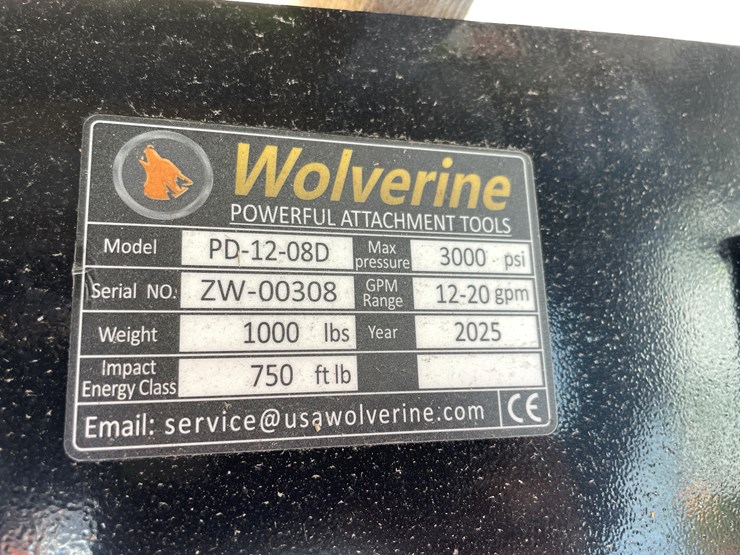 Wolverine
POWERFUL ATTACHMENT TOOLS
Model PD-12-08D Max pressure 3000 psi
Serial NO. ZW-00308 GPM Range 12-20 gpm
Weight 1000 lbs Year 2025
Impact Energy Class 750 ft lb
Email: service@usawolverine.com CE